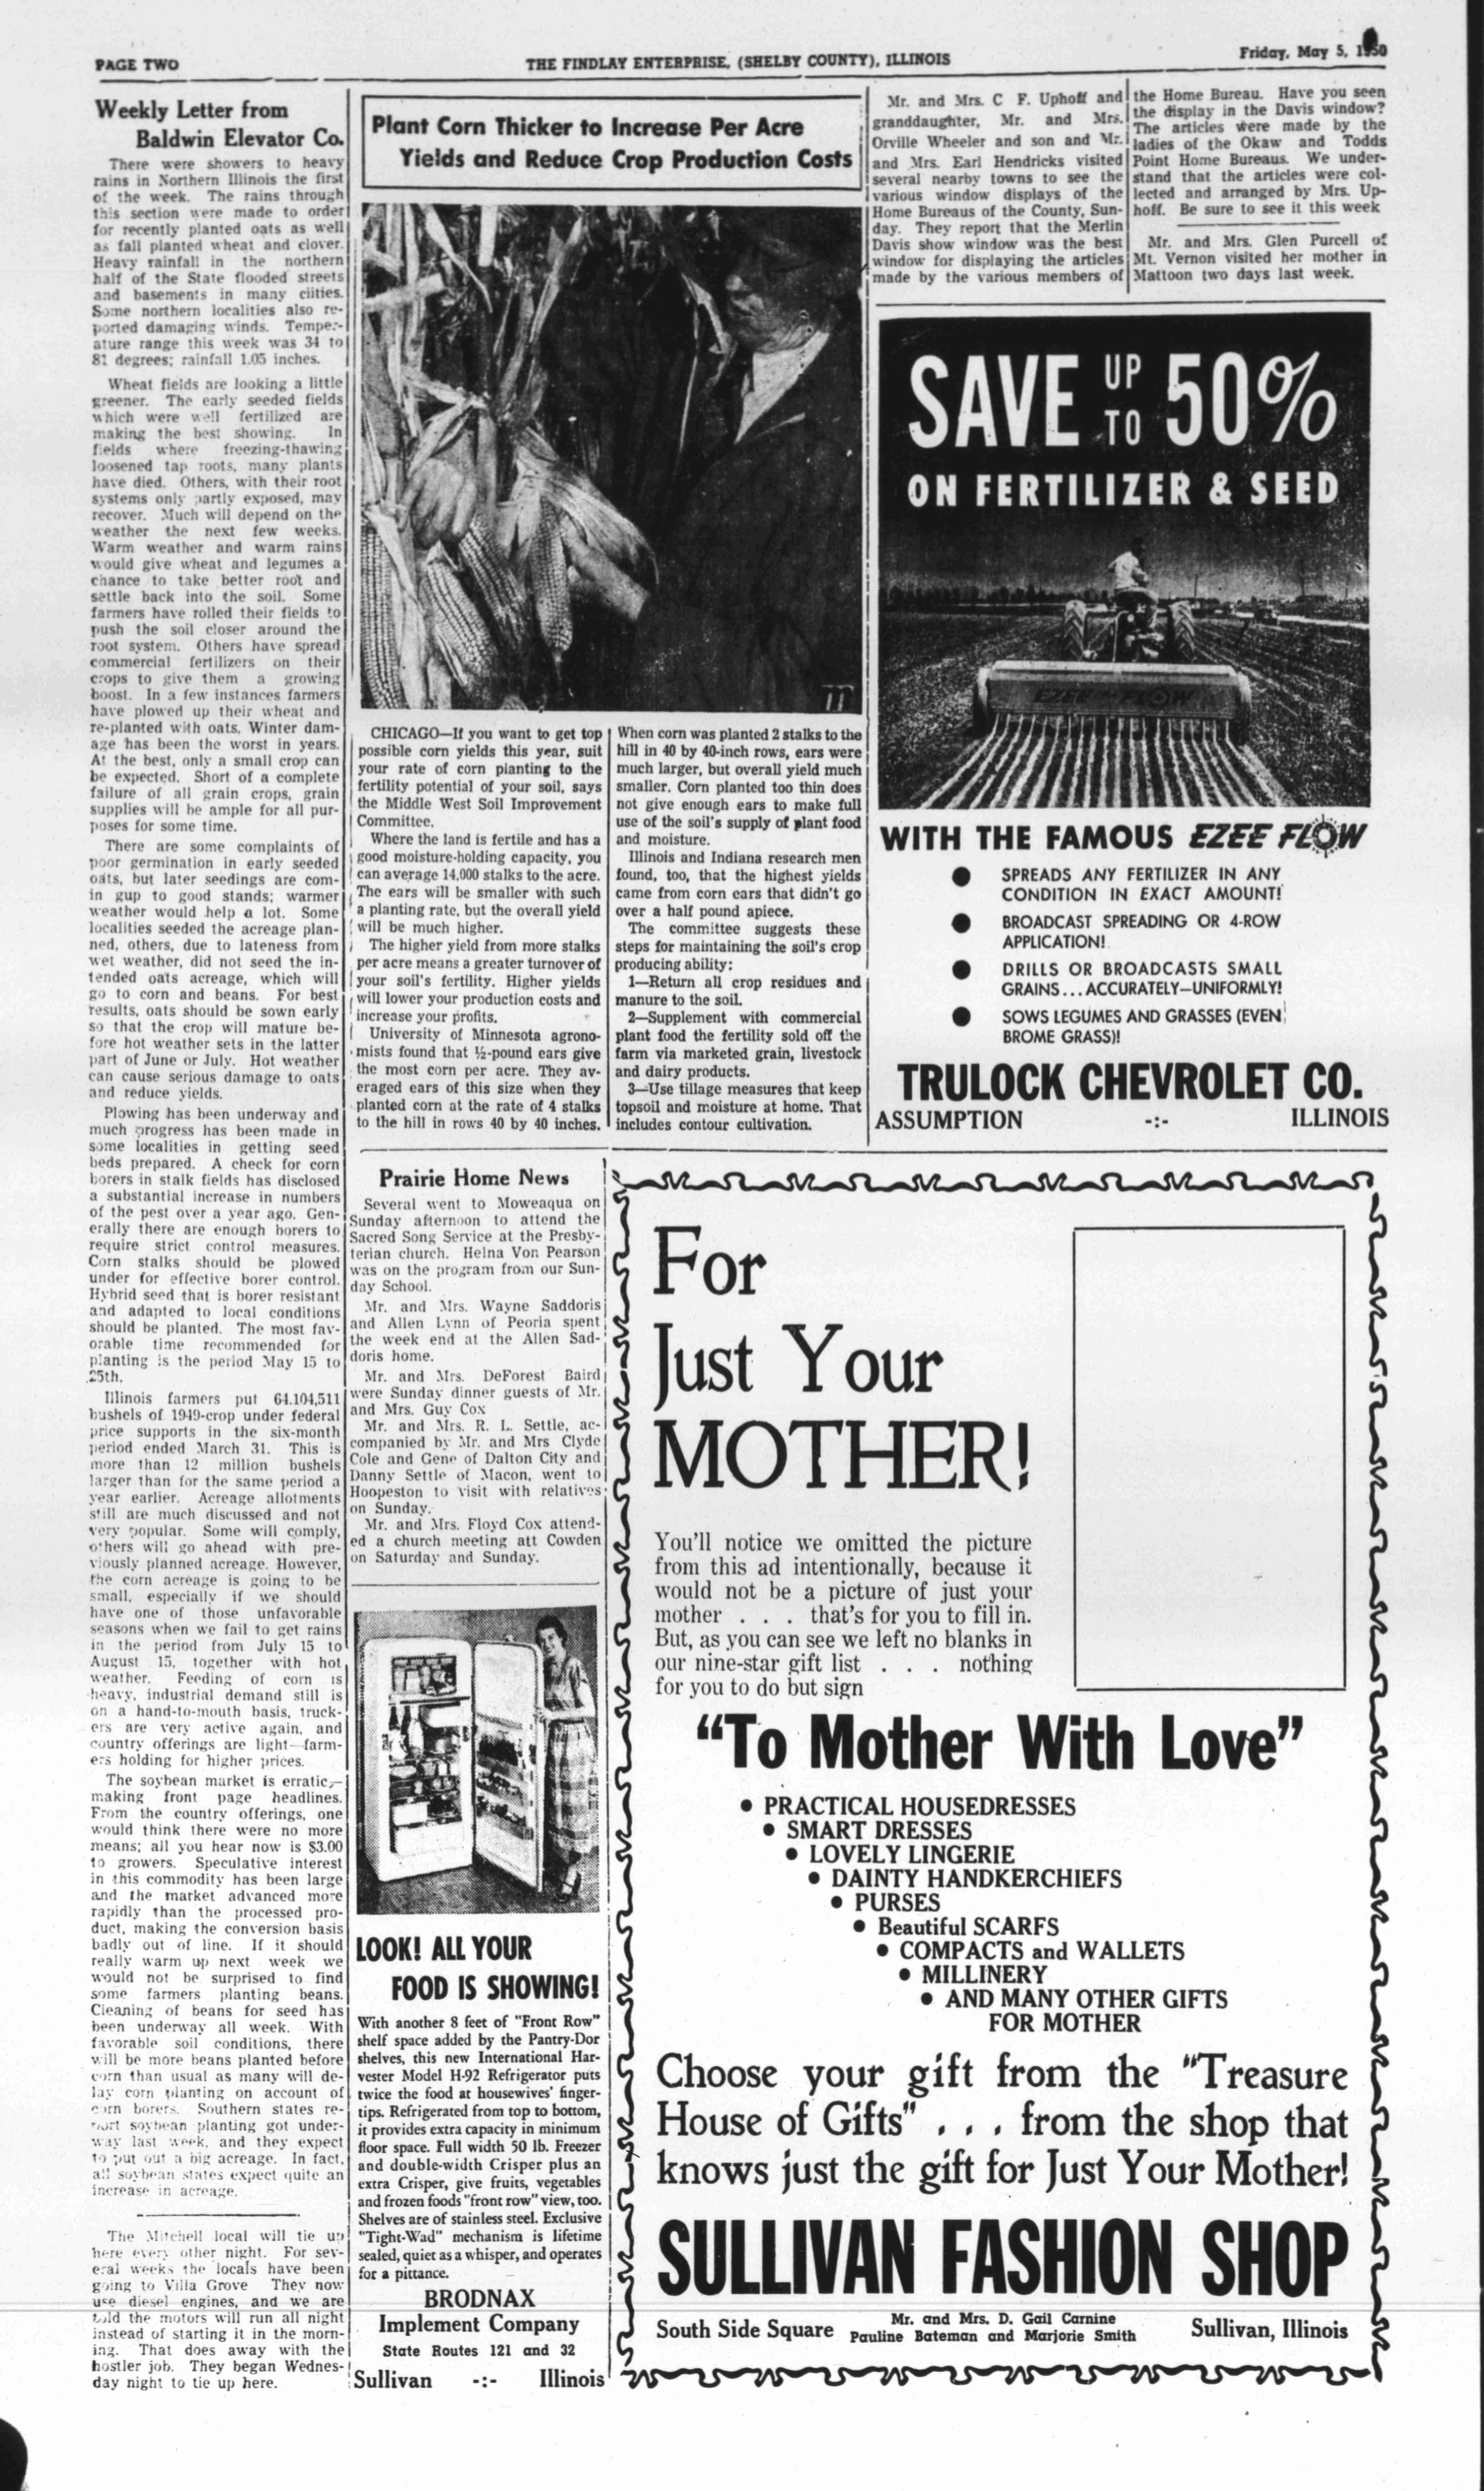 PAGE TWO
THE FINDLAY ENTERPRISE, (SHELBY COUNTY), ILLINOIS
Friday, May 5, 1950
Weekly Letter from
Baldwin Elevator Co.
There were showers to heavy
rains in Northern Illinois the first
of the week. The rains through
this section were made to order
for recently planted oats as well
as fall planted wheat and clover.
Heavy rainfall in the northern
half of the State flooded streets
and basements in many ciities.
Some northern localities also re-
ported damaging winds. Temper-
ature range this week was 34 to
81 degrees; rainfall 1.05 inches.
Wheat fields are looking a little
greener. The early seeded fields
which were well fertilized are
making the best showing. In
fields where freezing-thawing
loosened tap roots, many plants
have died. Others, with their root
systems only partly exposed, may
recover. Much will depend on the
weather the next few weeks.
Warm weather and warm rains
would give wheat and legumes a
chance to take better root and
settle back into the soil. Some
farmers have rolled their fields to
push the soil closer around the
root system. Others have spread
commercial fertilizers on their
crops to give them a growing
boost. In a few instances farmers
have plowed up their wheat and
re-planted with oats. Winter dam-
age has been the worst in years.
At the best, only a small crop can
be expected. Short of a complete
failure of all grain crops, grain
supplies will be ample for all pur-
poses for some time.
There are some complaints of
poor germination in early seeded
oats, but later seedings are com-
in gup to good stands; warmer
weather would help a lot. Some
localities seeded the acreage plan-
ned, others, due to lateness from
wet weather, did not seed the in-
tended oats acreage, which will
go to corn and beans. For best
results, oats should be sown early
so that the crop will mature be-
fore hot weather sets in the latter
part of June or July. Hot weather
can cause serious damage to oats
and reduce yields.
Plowing has been underway and
much progress has been made in
some localities in getting seed
beds prepared. A check for corn
borers in stalk fields has disclosed
a substantial increase in numbers
of the pest over a year ago. Gen-
erally there are enough borers to
require strict control measures.
Corn stalks should be plowed
under for effective borer control.
Hybrid seed that is borer resistant
and adapted to local conditions
should be planted. The most fav-
orable time recommended for
planting is the period May 15 to
25th.
Illinois farmers put 64,104,511
bushels of 1949-crop under federal
price supports in the six-month
period ended March 31. This is
more than 12 million bushels
larger than for the same period a
year earlier. Acreage allotments
still are much discussed and not
very popular. Some will comply,
others will go ahead with pre-
viously planned acreage. However,
the corn acreage is going to be
small, especially if we should
have one of those unfavorable
seasons when we fail to get rains
in the period from July 15 to
August 15, together with hot
weather. Feeding of corn is
heavy, industrial demand still is
on a hand-to-mouth basis, truck-
ers are very active again, and
country offerings are light—farm-
ers holding for higher prices.
The soybean market is erratic,—
making front page headlines.
From the country offerings, one
would think there were no more
means; all you hear now is $3.00
to growers. Speculative interest
in this commodity has been large
and the market advanced more
rapidly than the processed pro-
duct, making the conversion basis
badly out of line. If it should
really warm up next week we
would not be surprised to find
some farmers planting beans.
Cleaning of beans for seed has
been underway all week. With
favorable soil conditions, there
will be more beans planted before
corn than usual as many will de-
lay corn planting on account of
corn borers. Southern states re-
port soybean planting got under-
way last week, and they expect
to put out a big acreage. In fact,
all soybean states expect quite an
increase in acreage.
The Mitchell local will tie up
here every other night. For sev-
eral weeks the locals have been
going to Villa Grove They now
use diesel engines, and we are
told the motors will run all night
instead of starting it in the morn-
ing. That does away with the
hostler job. They began Wednes-
day night to tie up here.
Plant Corn Thicker to Increase Per Acre
Yields and Reduce Crop Production Costs
CHICAGO—If you want to get top
possible corn yields this year, suit
your rate of corn planting to the
fertility potential of your soil, says
the Middle West Soil Improvement
Committee.
Where the land is fertile and has a
good moisture-holding capacity, you
can average 14,000 stalks to the acre.
The ears will be smaller with such
a planting rate, but the overall yield
will be much higher.
The higher yield from more stalks
per acre means a greater turnover of
your soil's fertility. Higher yields
will lower your production costs and
increase your profits.
University of Minnesota agrono-
mists found that ½-pound ears give
the most corn per acre. They av-
eraged ears of this size when they
planted corn at the rate of 4 stalks
to the hill in rows 40 by 40 inches.
When corn was planted 2 stalks to the
hill in 40 by 40-inch rows, ears were
much larger, but overall yield much
smaller. Corn planted too thin does
not give enough ears to make full
use of the soil's supply of plant food
and moisture.
Illinois and Indiana research men
found, too, that the highest yields
came from corn ears that didn't go
over a half pound apiece.
The committee suggests these
steps for maintaining the soil's crop
producing ability:
1—Return all crop residues and
manure to the soil.
2—Supplement with commercial
plant food the fertility sold off the
farm via marketed grain, livestock
and dairy products.
3—Use tillage measures that keep
topsoil and moisture at home. That
includes contour cultivation.
Mr. and Mrs. C F. Uphoff and
granddaughter, Mr. and Mrs.
Orville Wheeler and son and Mr.
and Mrs. Earl Hendricks visited
several nearby towns to see the
various window displays of the
Home Bureaus of the County, Sun-
day. They report that the Merlin
Davis show window was the best
window for displaying the articles
made by the various members of
the Home Bureau. Have you seen
the display in the Davis window?
The articles were made by the
ladies of the Okaw and Todds
Point Home Bureaus. We under-
stand that the articles were col-
lected and arranged by Mrs. Up-
hoff. Be sure to see it this week
Mr. and Mrs. Glen Purcell of
Mt. Vernon visited her mother in
Mattoon two days last week.
SAVE UP TO 50%
ON FERTILIZER & SEED
EZEE FLOW
WITH THE FAMOUS EZEE FLOW
● SPREADS ANY FERTILIZER IN ANY
CONDITION IN EXACT AMOUNT!
● BROADCAST SPREADING OR 4-ROW
APPLICATION!
● DRILLS OR BROADCASTS SMALL
GRAINS...ACCURATELY—UNIFORMLY!
● SOWS LEGUMES AND GRASSES (EVEN
BROME GRASS)!
TRULOCK CHEVROLET CO.
ASSUMPTION -:- ILLINOIS
Prairie Home News
Several went to Moweaqua on
Sunday afternoon to attend the
Sacred Song Service at the Presby-
terian church. Helna Von Pearson
was on the program from our Sun-
day School.
Mr. and Mrs. Wayne Saddoris
and Allen Lynn of Peoria spent
the week end at the Allen Sad-
doris home.
Mr. and Mrs. DeForest Baird
were Sunday dinner guests of Mr.
and Mrs. Guy Cox
Mr. and Mrs. R. L. Settle, ac-
companied by Mr. and Mrs Clyde
Cole and Gene of Dalton City and
Danny Settle of Macon, went to
Hoopeston to visit with relatives
on Sunday.
Mr. and Mrs. Floyd Cox attend-
ed a church meeting att Cowden
on Saturday and Sunday.
LOOK! ALL YOUR
FOOD IS SHOWING!
With another 8 feet of "Front Row"
shelf space added by the Pantry-Dor
shelves, this new International Har-
vester Model H-92 Refrigerator puts
twice the food at housewives' finger-
tips. Refrigerated from top to bottom,
it provides extra capacity in minimum
floor space. Full width 50 lb. Freezer
and double-width Crisper plus an
extra Crisper, give fruits, vegetables
and frozen foods "front row" view, too.
Shelves are of stainless steel. Exclusive
"Tight-Wad" mechanism is lifetime
sealed, quiet as a whisper, and operates
for a pittance.
BRODNAX
Implement Company
State Routes 121 and 32
Sullivan -:- Illinois
For
Just Your
MOTHER!
You'll notice we omitted the picture
from this ad intentionally, because it
would not be a picture of just your
mother . . . that's for you to fill in.
But, as you can see we left no blanks in
our nine-star gift list . . . nothing
for you to do but sign
"To Mother With Love"
● PRACTICAL HOUSEDRESSES
● SMART DRESSES
● LOVELY LINGERIE
● DAINTY HANDKERCHIEFS
● PURSES
● Beautiful SCARFS
● COMPACTS and WALLETS
● MILLINERY
● AND MANY OTHER GIFTS
FOR MOTHER
Choose your gift from the "Treasure
House of Gifts" . . . from the shop that
knows just the gift for Just Your Mother!
SULLIVAN FASHION SHOP
South Side Square
Mr. and Mrs. D. Gail Carnine
Pauline Bateman and Marjorie Smith
Sullivan, Illinois